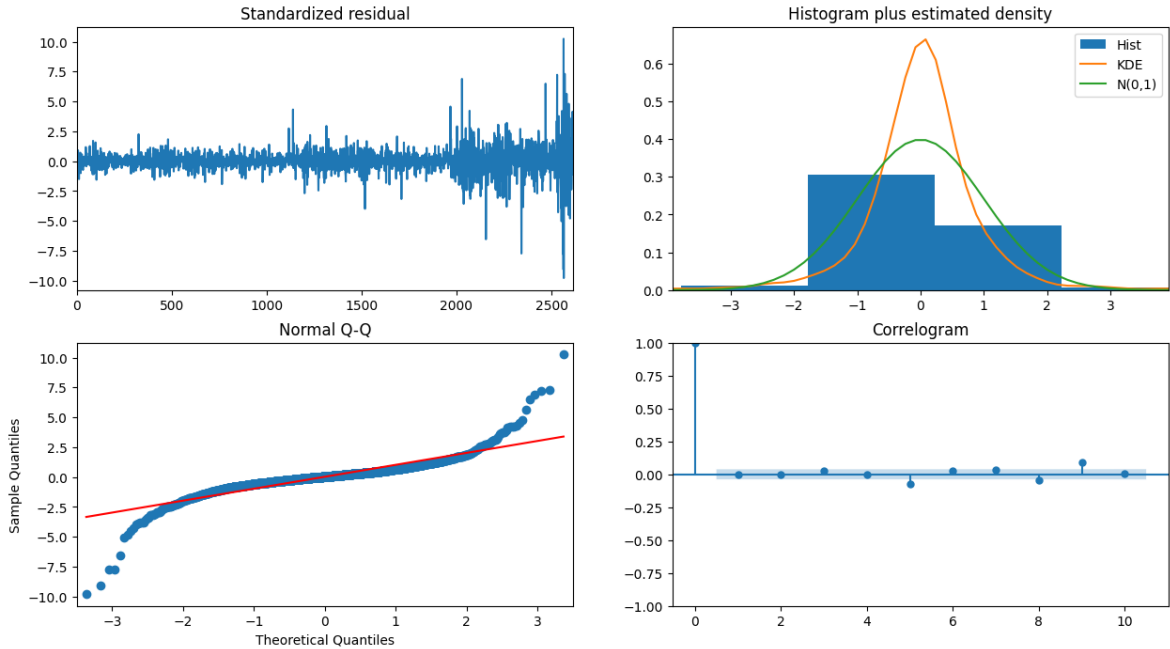 Standardized residual
10.0
7.5
5.0
2.5
0.0
−2.5
−5.0
−7.5
−10.0
0 500 1000 1500 2000 2500
Histogram plus estimated density
Hist
KDE
N(0,1)
0.6
0.5
0.4
0.3
0.2
0.1
0.0
−3 −2 −1 0 1 2 3
Normal Q-Q
Sample Quantiles
10.0
7.5
5.0
2.5
0.0
−2.5
−5.0
−7.5
−10.0
−3 −2 −1 0 1 2 3
Theoretical Quantiles
Correlogram
1.00
0.75
0.50
0.25
0.00
−0.25
−0.50
−0.75
−1.00
0 2 4 6 8 10